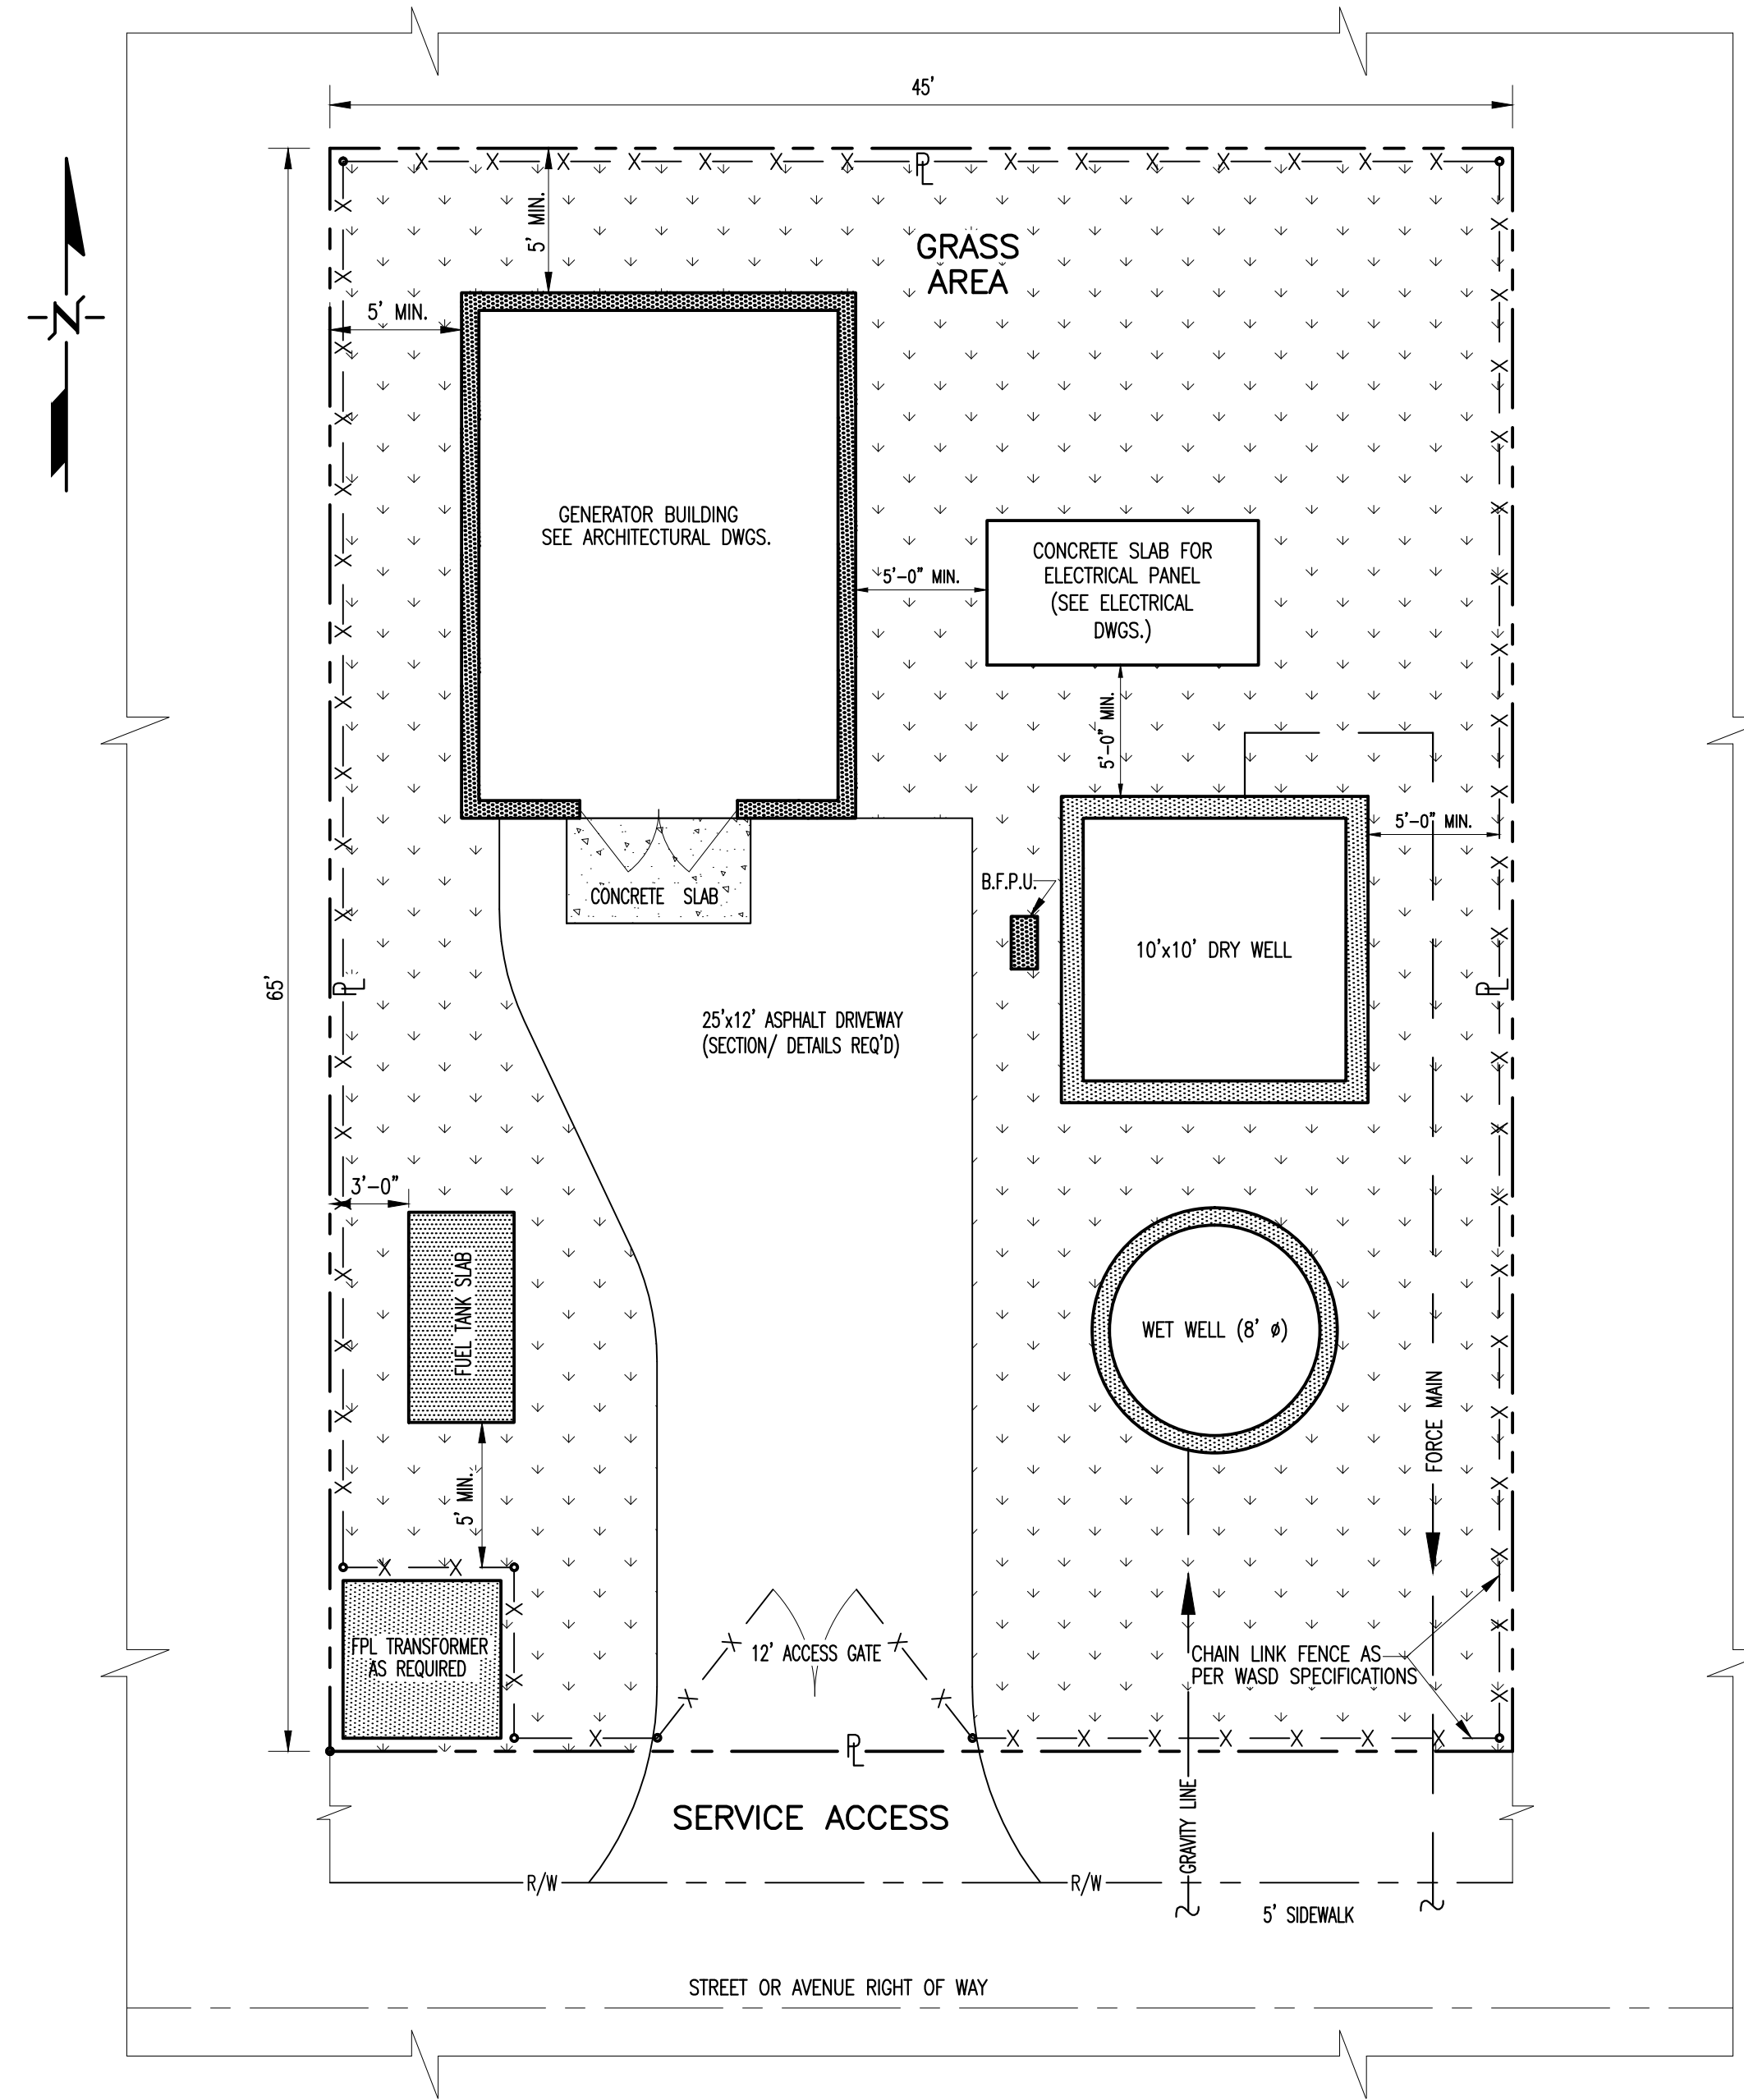 45'
N
5' MIN.
PL
GRASS
AREA
5' MIN.
GENERATOR BUILDING
SEE ARCHITECTURAL DWGS.
CONCRETE SLAB FOR
ELECTRICAL PANEL
(SEE ELECTRICAL
DWGS.)
5'-0" MIN.
5'-0" MIN.
5'-0" MIN.
B.F.P.U.
CONCRETE SLAB
10'x10' DRY WELL
65'
PL
PL
25'x12' ASPHALT DRIVEWAY
(SECTION/ DETAILS REQ'D)
3'-0"
FUEL TANK SLAB
WET WELL (8' ø)
FORCE MAIN
5' MIN.
FPL TRANSFORMER
AS REQUIRED
12' ACCESS GATE
CHAIN LINK FENCE AS
PER WASD SPECIFICATIONS
PL
SERVICE ACCESS
GRAVITY LINE
R/W
R/W
5' SIDEWALK
STREET OR AVENUE RIGHT OF WAY